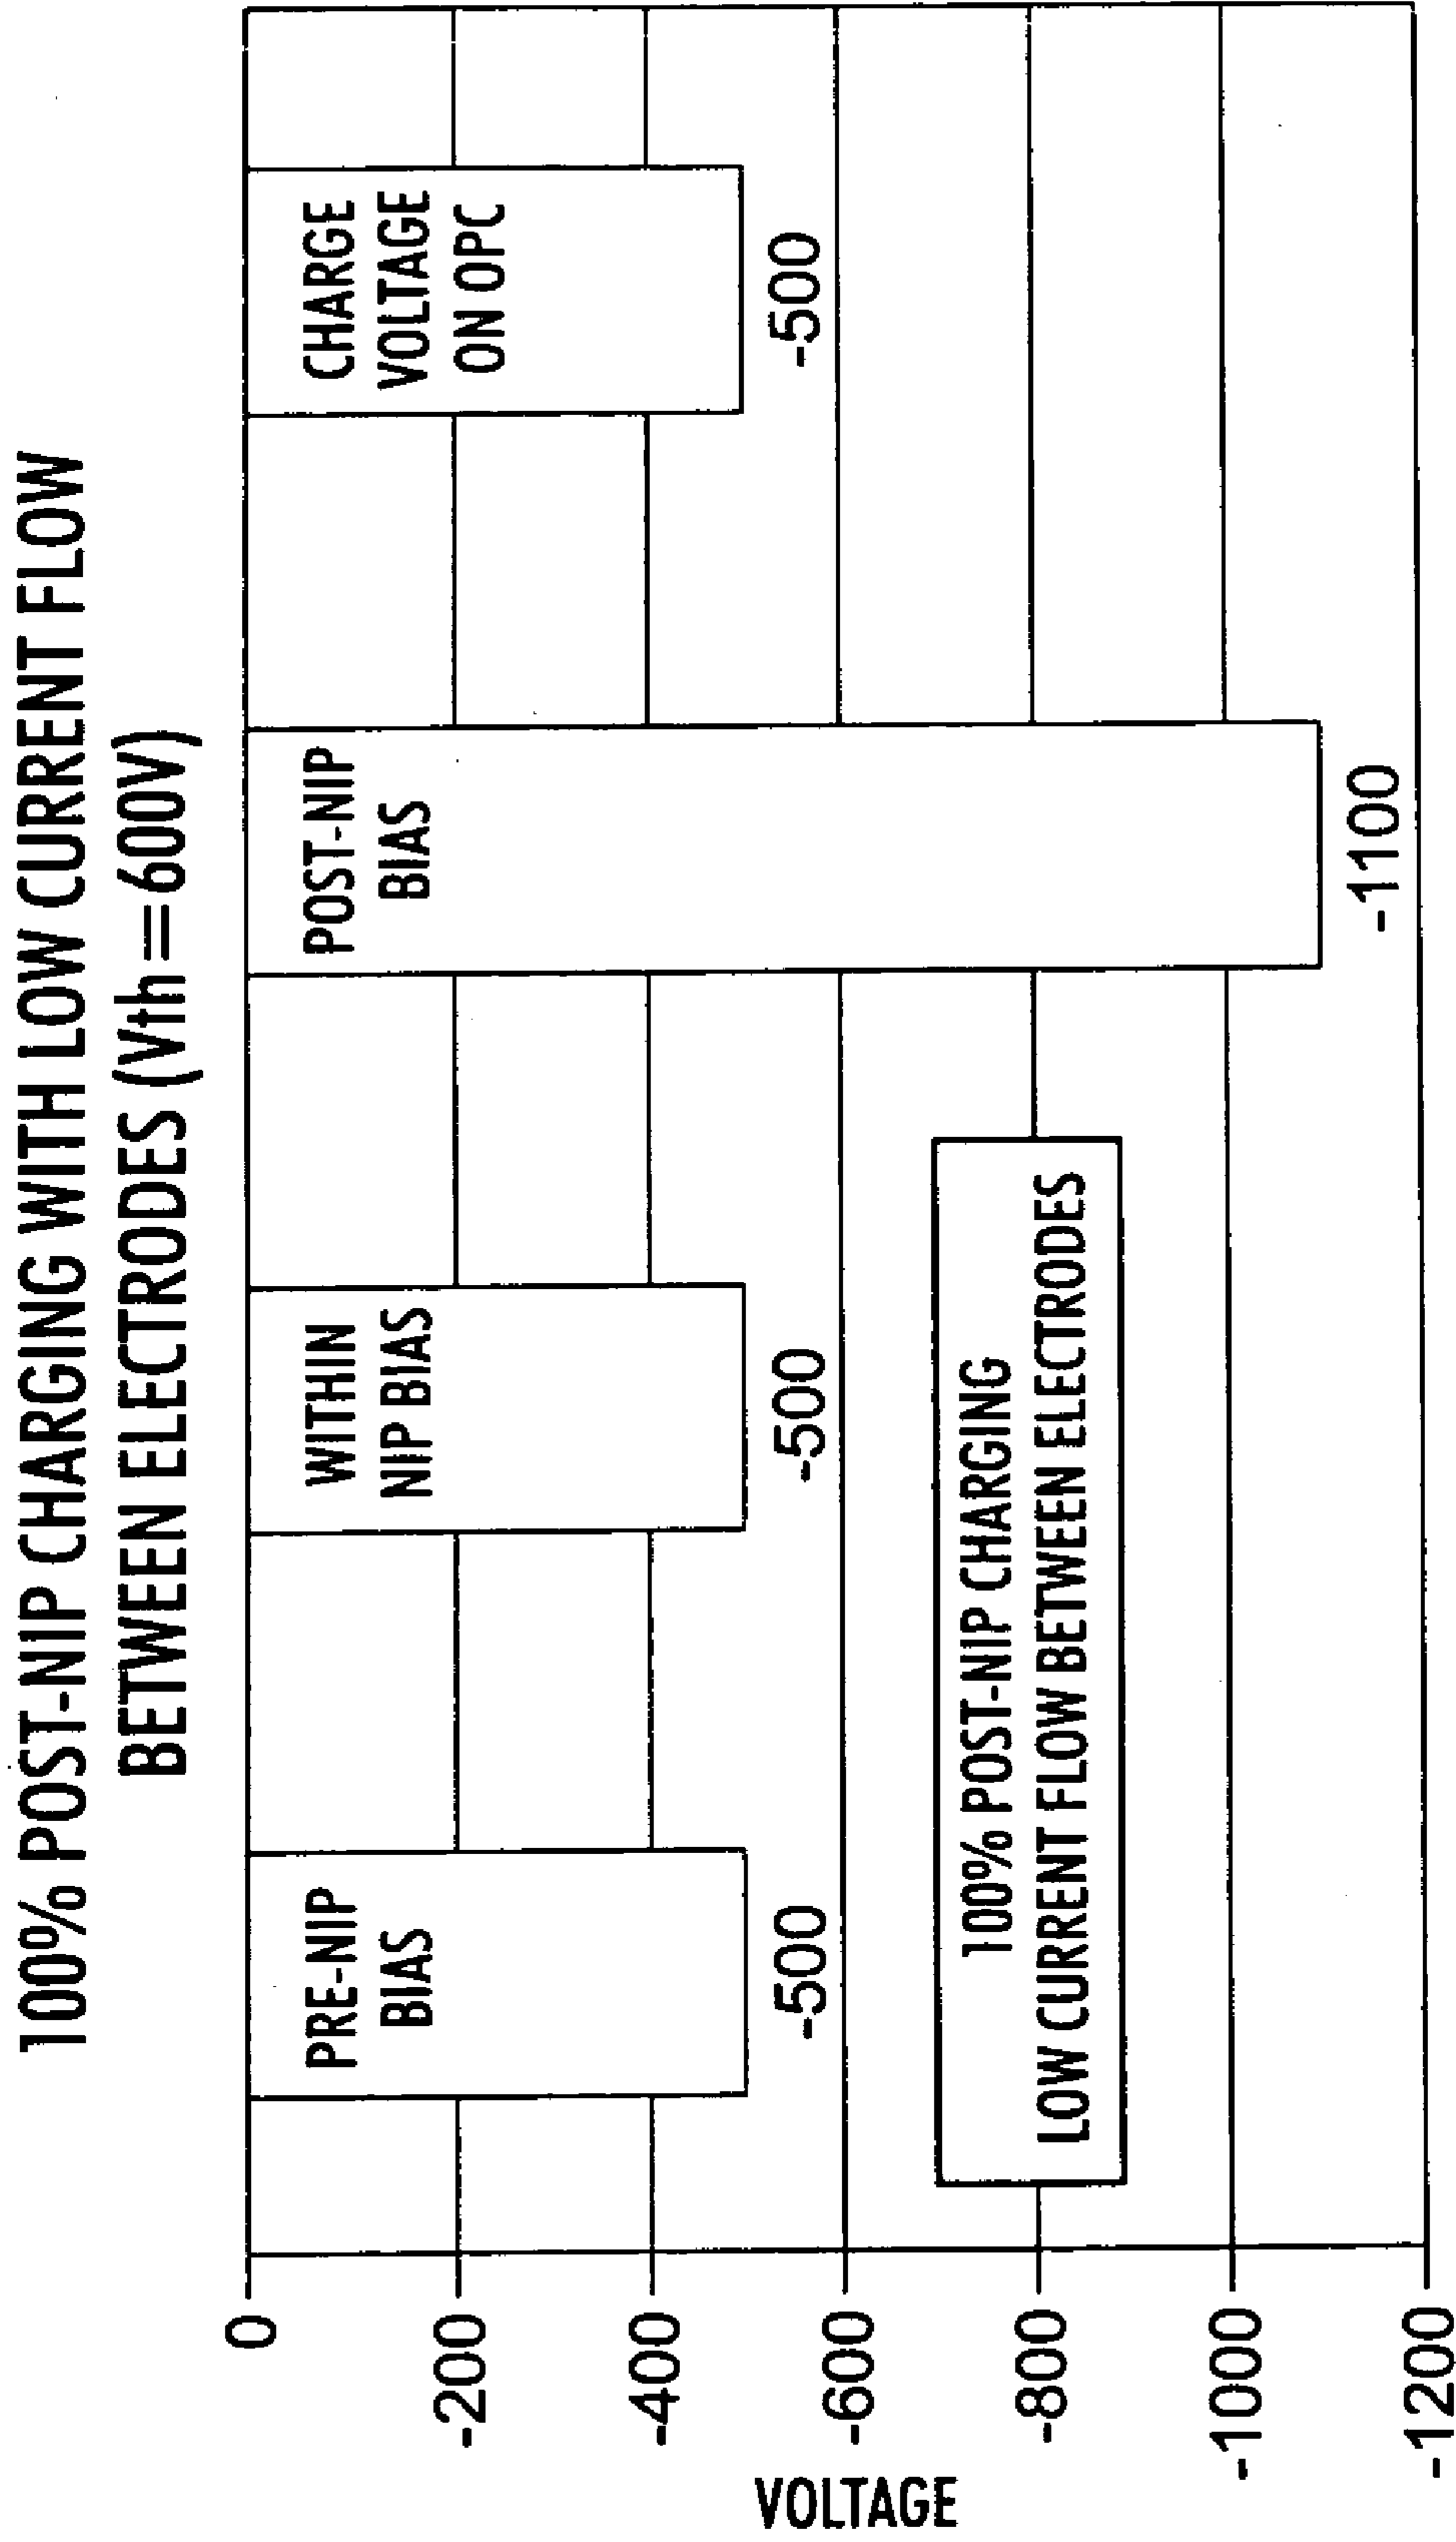 100% POST-NIP CHARGING WITH LOW CURRENT FLOW
BETWEEN ELECTRODES (Vth=600V)
0
-200
-400
-600
-800
-1000
-1200
VOLTAGE
PRE-NIP
BIAS
-500
WITHIN
NIP BIAS
-500
POST-NIP
BIAS
-1100
CHARGE
VOLTAGE
ON OPC
-500
100% POST-NIP CHARGING
LOW CURRENT FLOW BETWEEN ELECTRODES